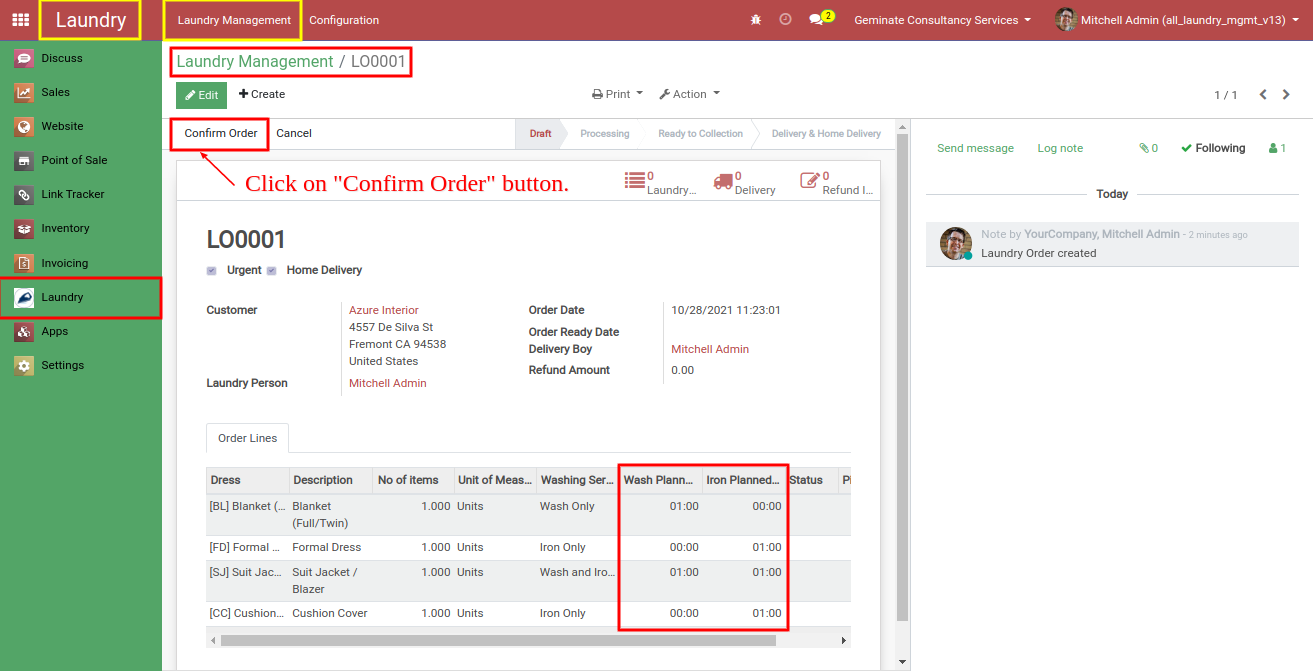 Laundry
Laundry Management
Configuration
2
Geminate Consultancy Services
Mitchell Admin (all_laundry_mgmt_v13)
Discuss
Sales
Website
Point of Sale
Link Tracker
Inventory
Invoicing
Laundry
Apps
Settings
Laundry Management / LO0001
Edit
Create
Print
Action
1 / 1
Confirm Order
Cancel
Draft
Processing
Ready to Collection
Delivery & Home Delivery
Click on "Confirm Order" button.
0
Laundry...
0
Delivery
0
Refund I...
LO0001
Urgent
Home Delivery
Customer
Azure Interior
4557 De Silva St
Fremont CA 94538
United States
Laundry Person
Mitchell Admin
Order Date
10/28/2021 11:23:01
Order Ready Date
Delivery Boy
Mitchell Admin
Refund Amount
0.00
Order Lines
Dress Description No of items Unit of Meas... Washing Ser... Wash Plann... Iron Planned... Status
[BL] Blanket (... Blanket (Full/Twin) 1.000 Units Wash Only 01:00 00:00
[FD] Formal ... Formal Dress 1.000 Units Iron Only 00:00 01:00
[SJ] Suit Jac... Suit Jacket / Blazer 1.000 Units Wash and Iro... 01:00 01:00
[CC] Cushion... Cushion Cover 1.000 Units Iron Only 00:00 01:00
Send message
Log note
0
Following
1
Today
Note by YourCompany, Mitchell Admin - 2 minutes ago
Laundry Order created